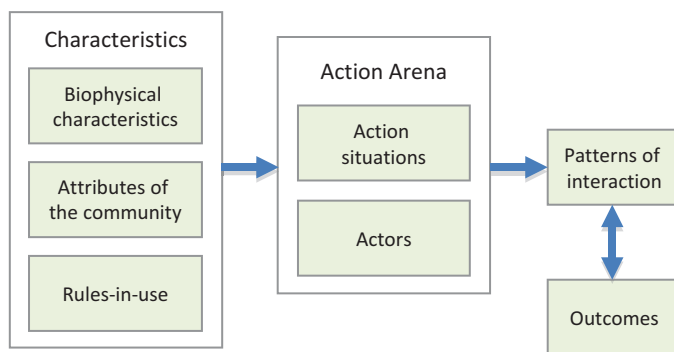 Characteristics
Biophysical
characteristics
Attributes of
the community
Rules-in-use
Action Arena
Action
situations
Actors
Patterns of
interaction
Outcomes